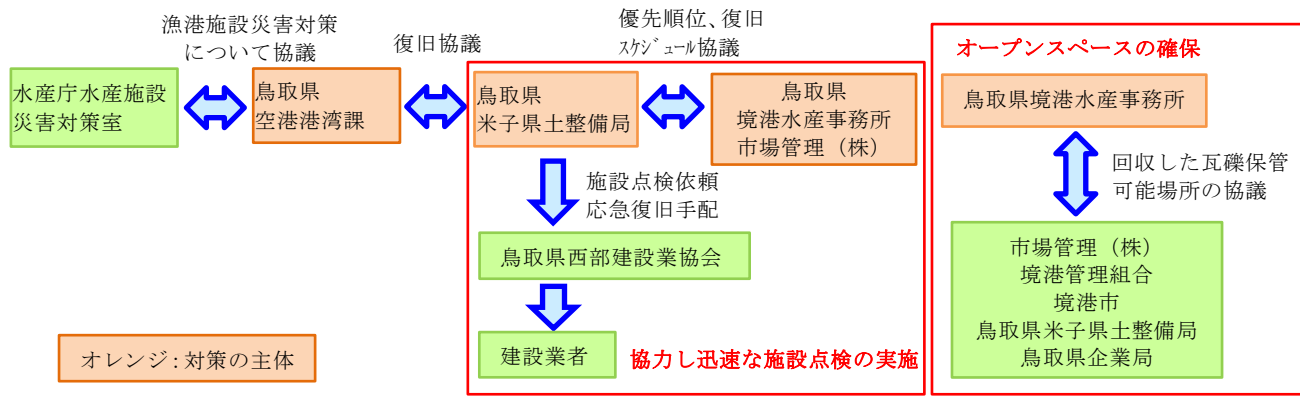 漁港施設災害対策
について協議
復旧協議
優先順位、復旧
ｽｹｼﾞｭｰﾙ協議
水産庁水産施設
災害対策室
鳥取県
空港港湾課
鳥取県
米子県土整備局
鳥取県
境港水産事務所
市場管理（株）
施設点検依頼
応急復旧手配
鳥取県西部建設業協会
建設業者
協力し迅速な施設点検の実施
オレンジ：対策の主体
オープンスペースの確保
鳥取県境港水産事務所
回収した瓦礫保管
可能場所の協議
市場管理（株）
境港管理組合
境港市
鳥取県米子県土整備局
鳥取県企業局